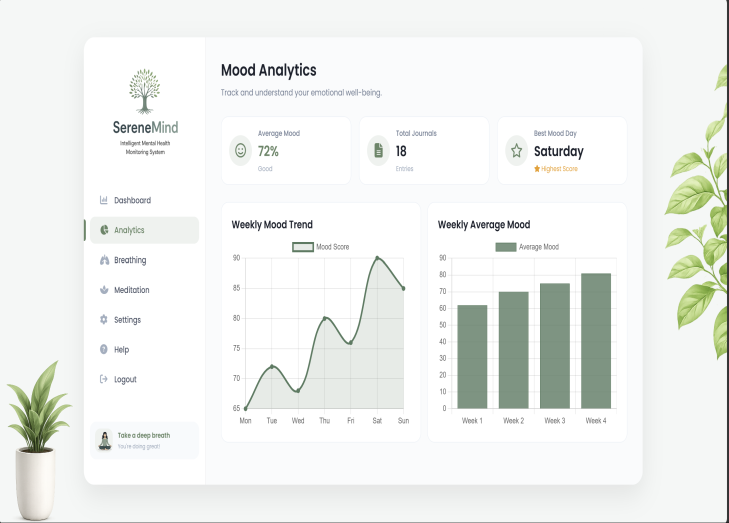 SereneMind
Intelligent Mental Health
Monitoring System
Dashboard
Analytics
Breathing
Meditation
Settings
Help
Logout
Take a deep breath
You're doing great!
Mood Analytics
Track and understand your emotional well-being.
Average Mood
72%
Good
Total Journals
18
Entries
Best Mood Day
Saturday
Highest Score
Weekly Mood Trend
Mood Score
90
85
80
75
70
65
Mon Tue Wed Thu Fri Sat Sun
Weekly Average Mood
Average Mood
90
80
70
60
50
40
30
20
10
0
Week 1 Week 2 Week 3 Week 4